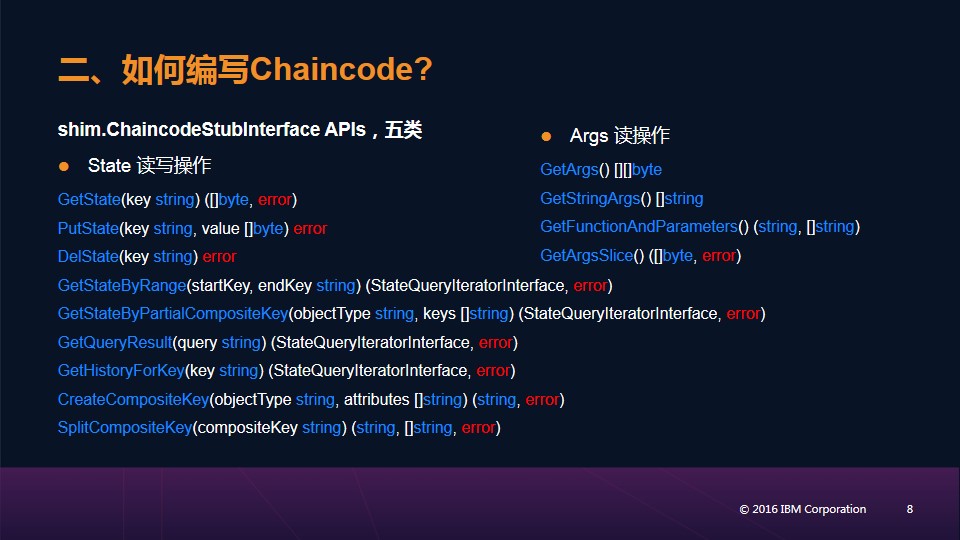 二、如何编写Chaincode?
shim.ChaincodeStubInterface APIs，五类
● State 读写操作
GetState(key string) ([]byte, error)
PutState(key string, value []byte) error
DelState(key string) error
GetStateByRange(startKey, endKey string) (StateQueryIteratorInterface, error)
GetStateByPartialCompositeKey(objectType string, keys []string) (StateQueryIteratorInterface, error)
GetQueryResult(query string) (StateQueryIteratorInterface, error)
GetHistoryForKey(key string) (StateQueryIteratorInterface, error)
CreateCompositeKey(objectType string, attributes []string) (string, error)
SplitCompositeKey(compositeKey string) (string, []string, error)
● Args 读操作
GetArgs() [][]byte
GetStringArgs() []string
GetFunctionAndParameters() (string, []string)
GetArgsSlice() ([]byte, error)
© 2016 IBM Corporation
8